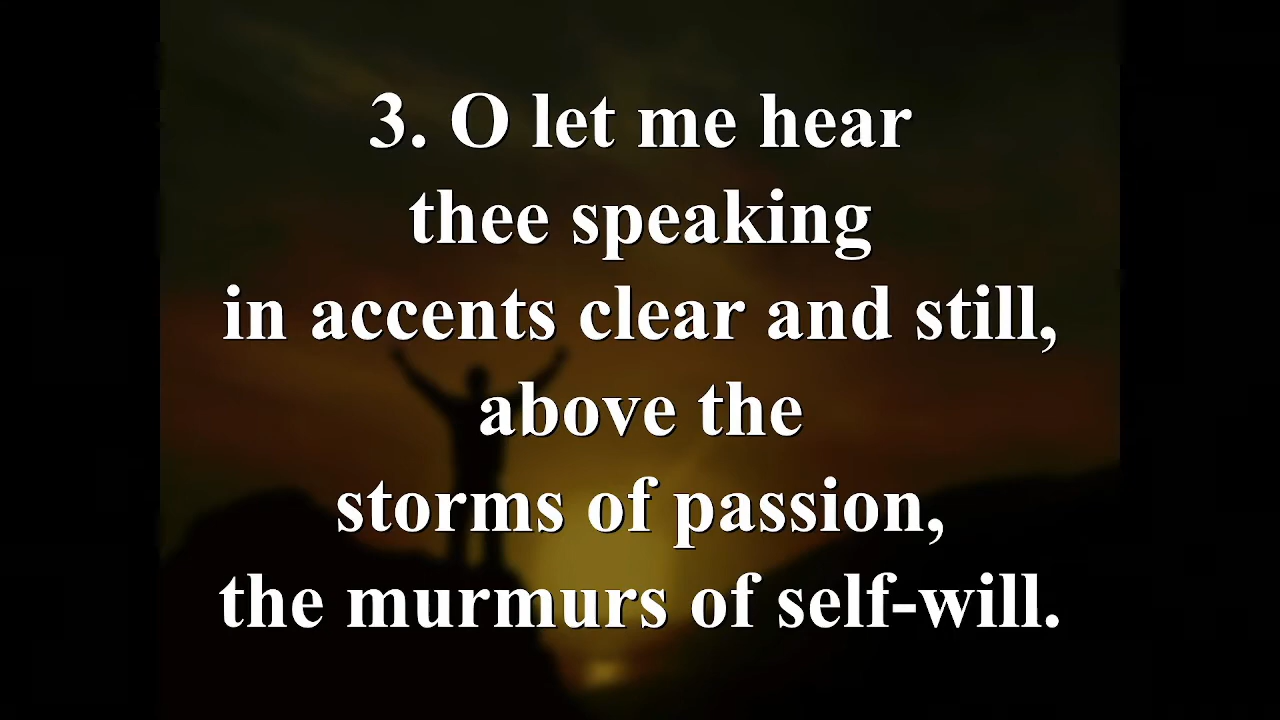 3. O let me hear
thee speaking
in accents clear and still,
above the
storms of passion,
the murmurs of self-will.